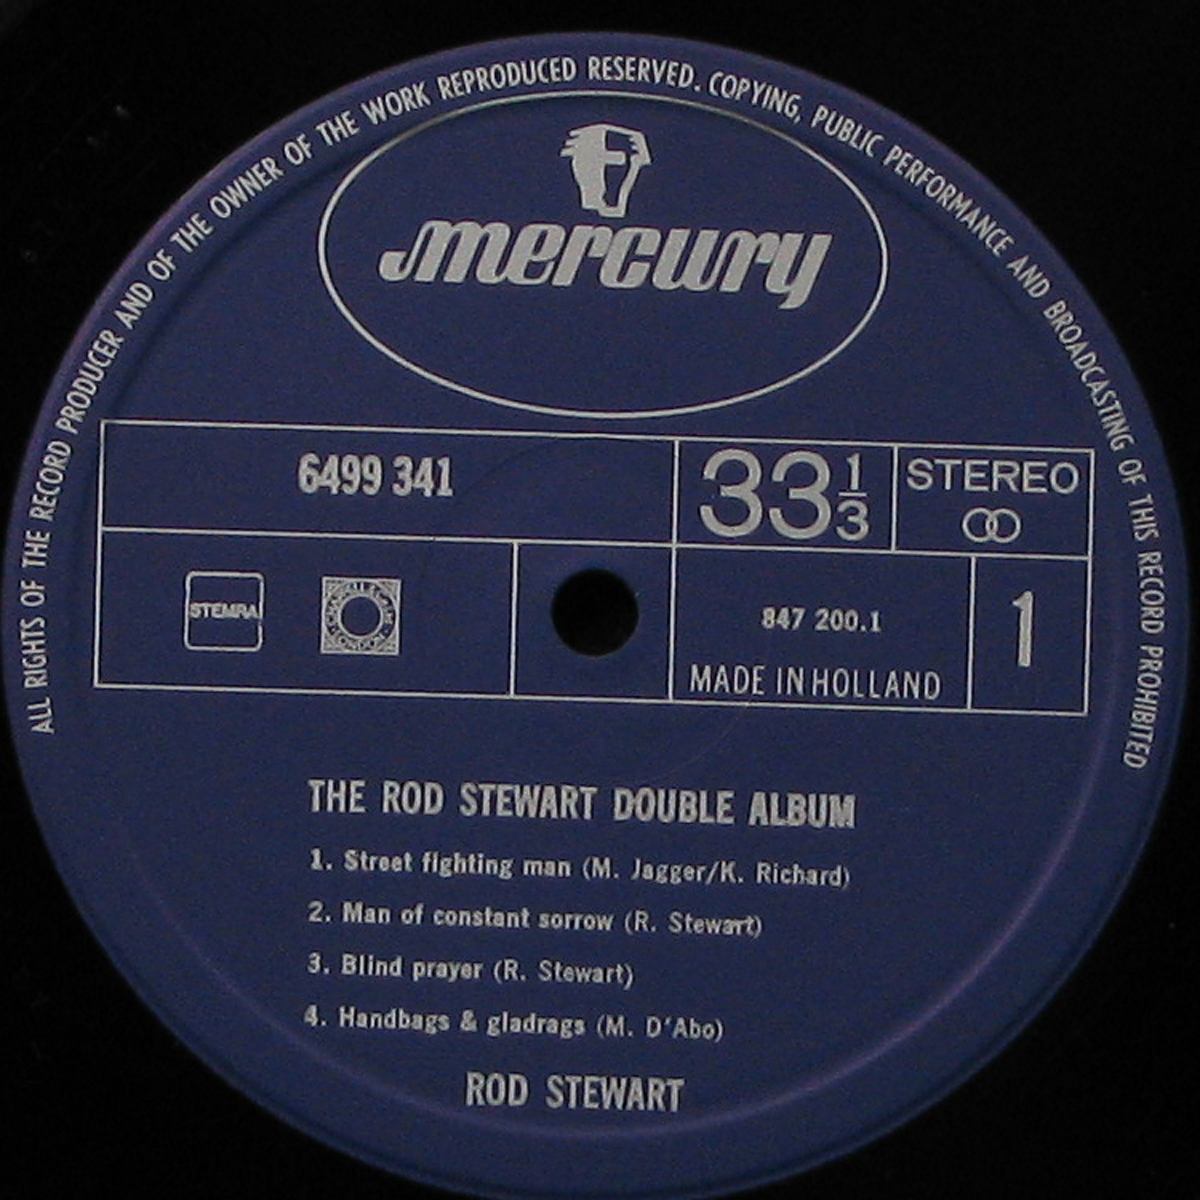 ALL RIGHTS OF THE RECORD PRODUCER AND OF THE OWNER OF THE WORK REPRODUCED RESERVED. COPYING, PUBLIC PERFORMANCE AND BROADCASTING OF THIS RECORD PROHIBITED
mercury
6499 341
33 1/3
STEREO
STEMRA
LONDON
847 200.1
MADE IN HOLLAND
1
THE ROD STEWART DOUBLE ALBUM
1. Street fighting man (M. Jagger/K. Richard)
2. Man of constant sorrow (R. Stewart)
3. Blind prayer (R. Stewart)
4. Handbags & gladrags (M. D'Abo)
ROD STEWART